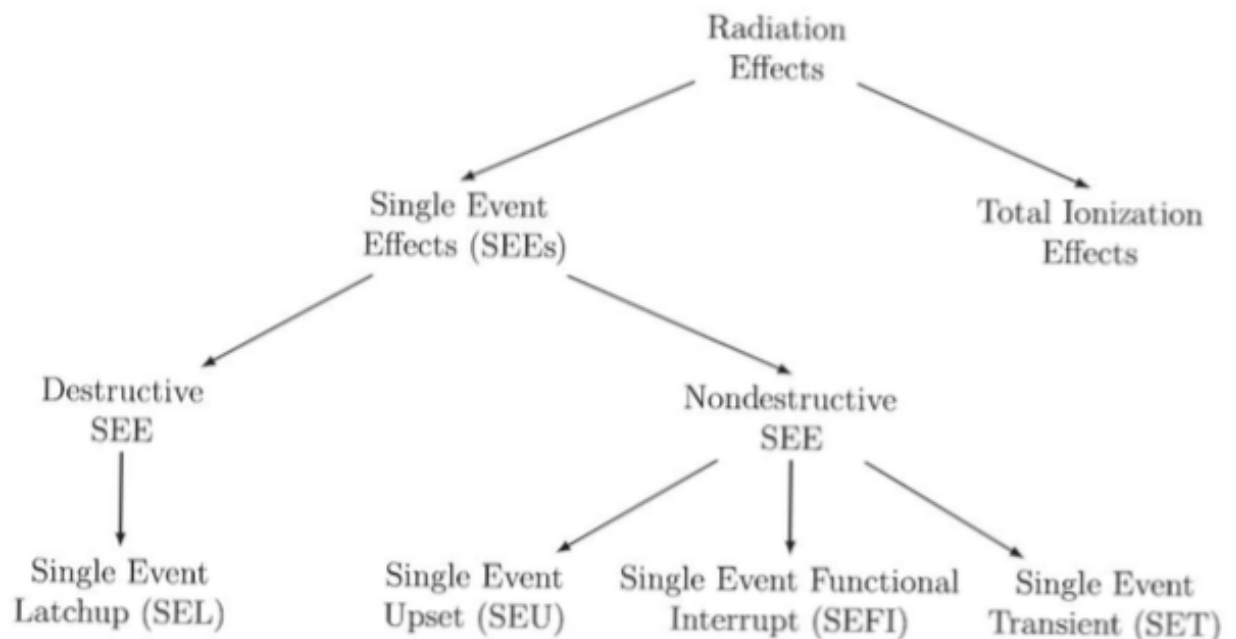 Radiation
Effects
Single Event
Effects (SEEs)
Total Ionization
Effects
Destructive
SEE
Nondestructive
SEE
Single Event
Latchup (SEL)
Single Event
Upset (SEU)
Single Event Functional
Interrupt (SEFI)
Single Event
Transient (SET)